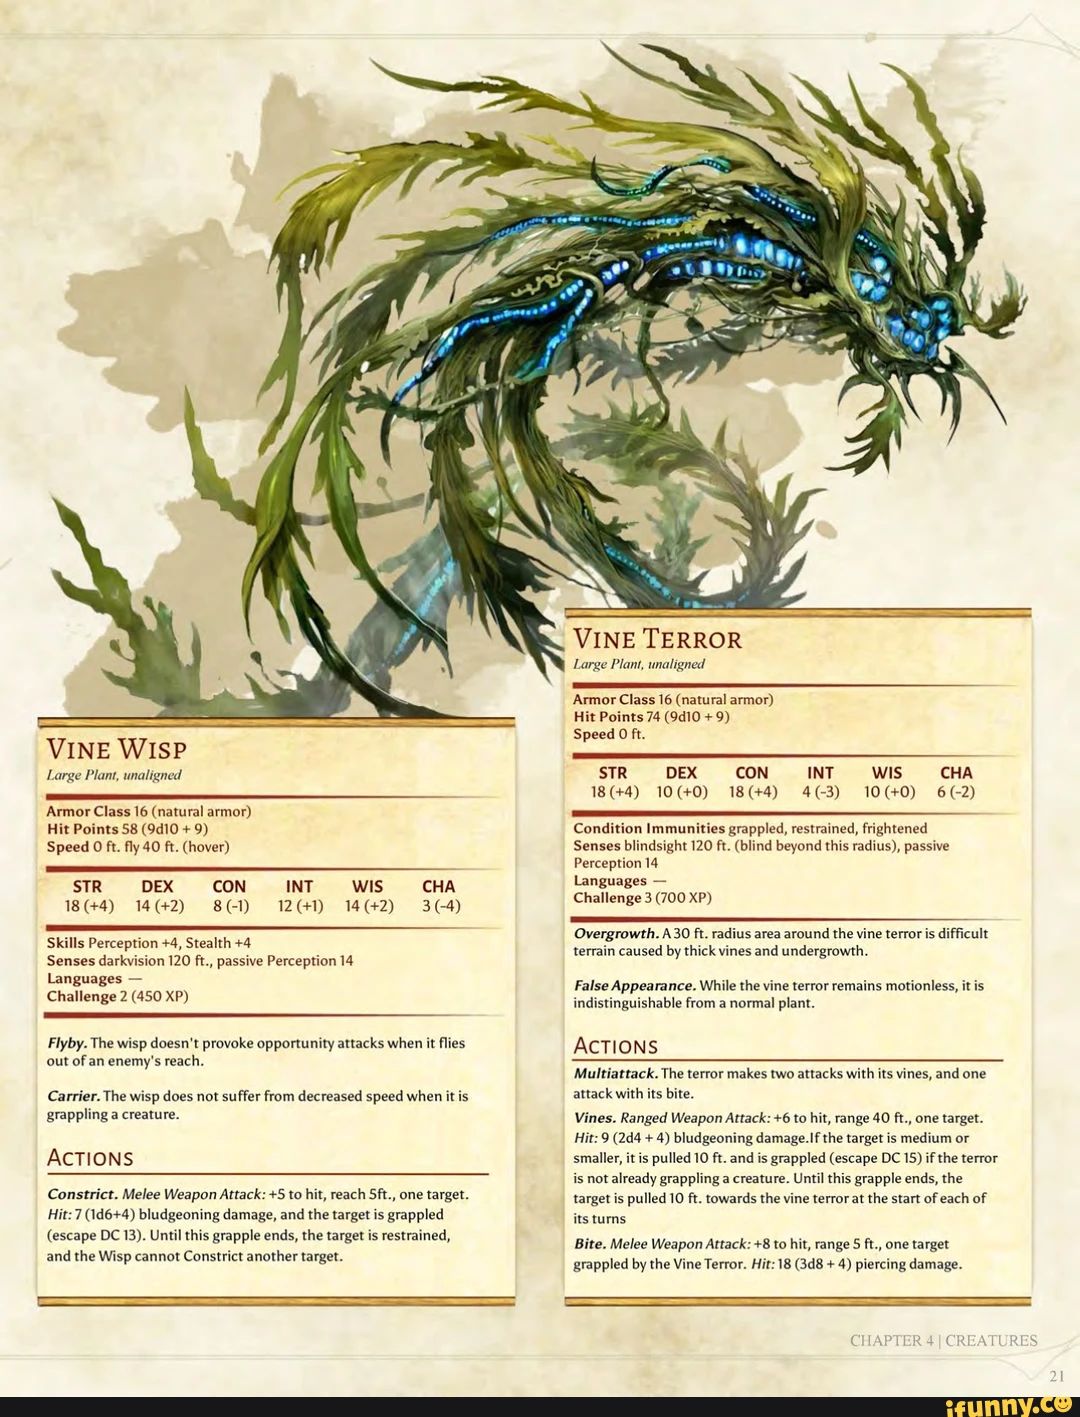 VINE WISP
Large Plant, unaligned
Armor Class 16 (natural armor)
Hit Points 58 (9d10 + 9)
Speed 0 ft. fly 40 ft. (hover)
STR DEX CON INT WIS CHA
18 (+4) 14 (+2) 8 (-1) 12 (+1) 14 (+2) 3 (-4)
Skills Perception +4, Stealth +4
Senses darkvision 120 ft., passive Perception 14
Languages —
Challenge 2 (450 XP)
Flyby. The wisp doesn't provoke opportunity attacks when it flies
out of an enemy's reach.
Carrier. The wisp does not suffer from decreased speed when it is
grappling a creature.
ACTIONS
Constrict. Melee Weapon Attack: +5 to hit, reach 5ft., one target.
Hit: 7 (1d6+4) bludgeoning damage, and the target is grappled
(escape DC 13). Until this grapple ends, the target is restrained,
and the Wisp cannot Constrict another target.
VINE TERROR
Large Plant, unaligned
Armor Class 16 (natural armor)
Hit Points 74 (9d10 + 9)
Speed 0 ft.
STR DEX CON INT WIS CHA
18 (+4) 10 (+0) 18 (+4) 4 (-3) 10 (+0) 6 (-2)
Condition Immunities grappled, restrained, frightened
Senses blindsight 120 ft. (blind beyond this radius), passive
Perception 14
Languages —
Challenge 3 (700 XP)
Overgrowth. A 30 ft. radius area around the vine terror is difficult
terrain caused by thick vines and undergrowth.
False Appearance. While the vine terror remains motionless, it is
indistinguishable from a normal plant.
ACTIONS
Multiattack. The terror makes two attacks with its vines, and one
attack with its bite.
Vines. Ranged Weapon Attack: +6 to hit, range 40 ft., one target.
Hit: 9 (2d4 + 4) bludgeoning damage.If the target is medium or
smaller, it is pulled 10 ft. and is grappled (escape DC 15) if the terror
is not already grappling a creature. Until this grapple ends, the
target is pulled 10 ft. towards the vine terror at the start of each of
its turns
Bite. Melee Weapon Attack: +8 to hit, range 5 ft., one target
grappled by the Vine Terror. Hit: 18 (3d8 + 4) piercing damage.
CHAPTER 4 | CREATURES
21
ifunny.co